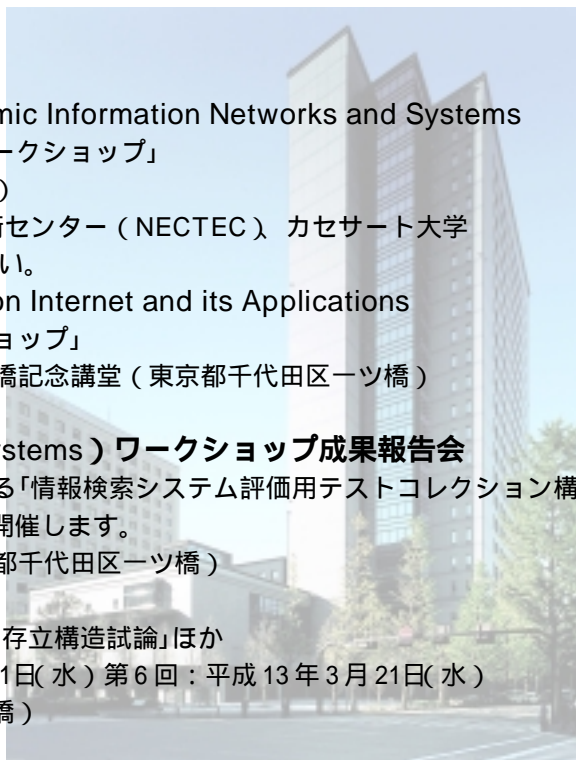 mic Information Networks and Systems
ークショップ」
)
術センター（NECTEC）、カセサート大学
い。
on Internet and its Applications
ョップ」
橋記念講堂（東京都千代田区一ツ橋）
stems）ワークショップ成果報告会
る「情報検索システム評価用テストコレクション構
開催します。
都千代田区一ツ橋）
存立構造試論」ほか
1日（水）第6回：平成13年3月21日（水）
橋）